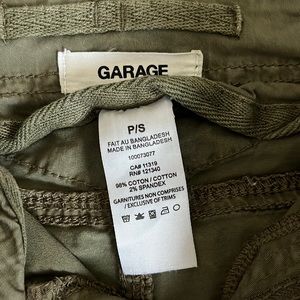 GARAGE
P/S
FAIT AU BANGLADESH
MADE IN BANGLADESH
100073077
CA# 11319
RN# 121340
98% COTON / COTTON
2% SPANDEX
GARNITURES NON COMPRISES
/ EXCLUSIVE OF TRIMS